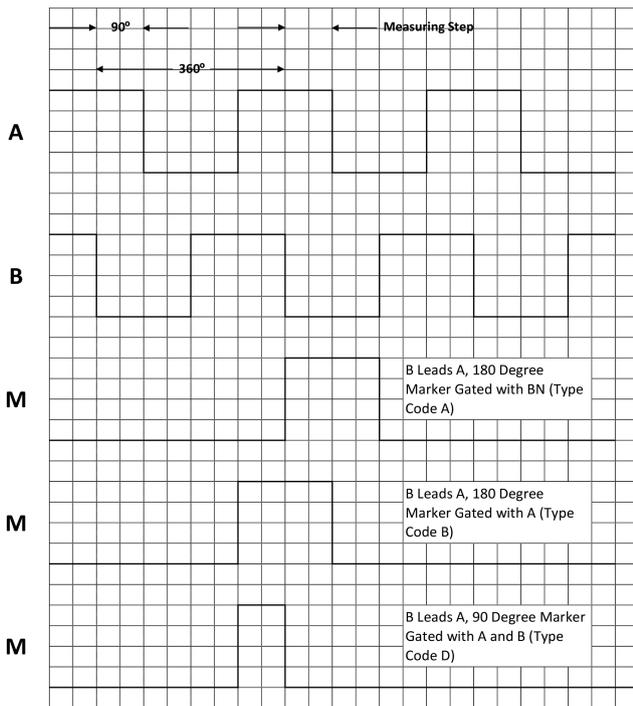 90º
Measuring Step
360º
A
B
M
B Leads A, 180 Degree
Marker Gated with BN (Type
Code A)
M
B Leads A, 180 Degree
Marker Gated with A (Type
Code B)
M
B Leads A, 90 Degree Marker
Gated with A and B (Type
Code D)